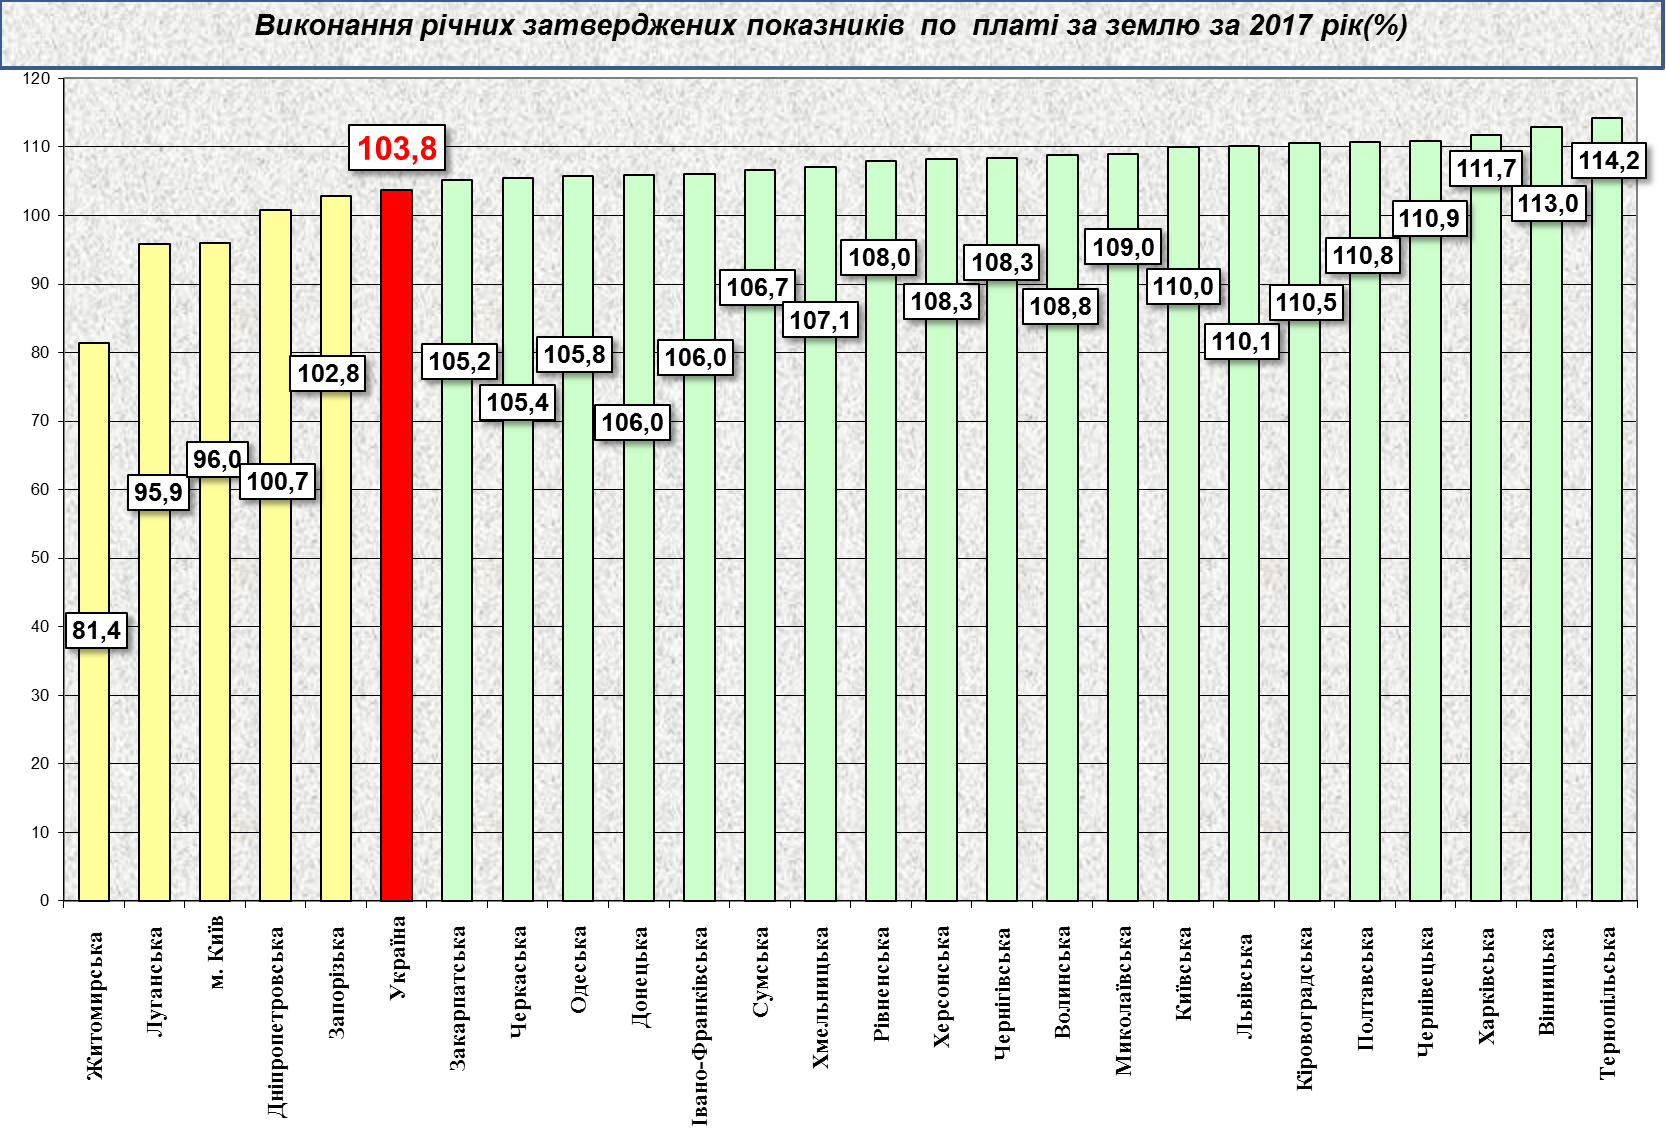 Виконання річних затверджених показників по платі за землю за 2017 рік(%)
120
110
100
90
80
70
60
50
40
30
20
10
0
81,4
95,9
96,0
100,7
102,8
103,8
105,2
105,4
105,8
106,0
106,0
106,7
107,1
108,0
108,3
108,3
108,8
109,0
110,0
110,1
110,5
110,8
110,9
111,7
113,0
114,2
Житомирська
Луганська
м. Київ
Дніпропетровська
Запорізька
Україна
Закарпатська
Черкаська
Одеська
Донецька
Івано-Франківська
Сумська
Хмельницька
Рівненська
Херсонська
Чернігівська
Волинська
Миколаївська
Київська
Львівська
Кіровоградська
Полтавська
Чернівецька
Харківська
Вінницька
Тернопільська